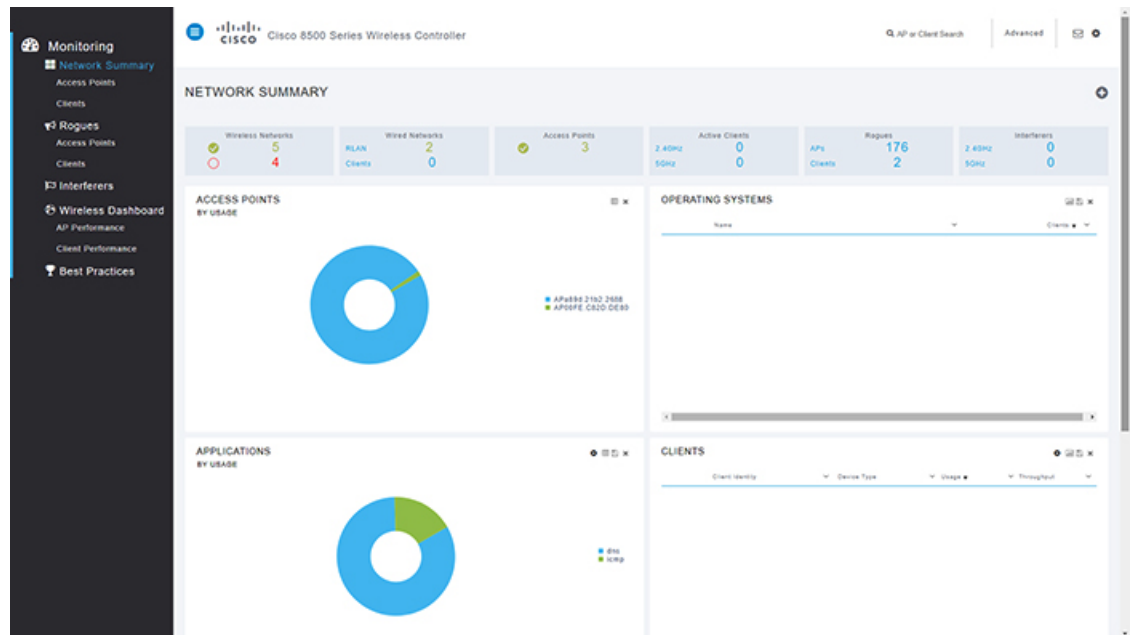 Monitoring
Network Summary
Access Points
Clients
Rogues
Access Points
Clients
Interferers
Wireless Dashboard
AP Performance
Client Performance
Best Practices
CISCO Cisco 8500 Series Wireless Controller
AP or Client Search
Advanced
NETWORK SUMMARY
Wireless Networks
5
4
Wired Networks
RLAN 2
Clients 0
Access Points
3
Active Clients
2.4GHz 0
5GHz 0
Rogues
APs 176
Clients 2
Interferers
2.4GHz 0
5GHz 0
ACCESS POINTS
BY USAGE
OPERATING SYSTEMS
Name Clients
APa89d.21b2.2688
AP00FE.C82D.DE80
APPLICATIONS
BY USAGE
dns
icmp
CLIENTS
Client Identity Device Type Usage Throughput